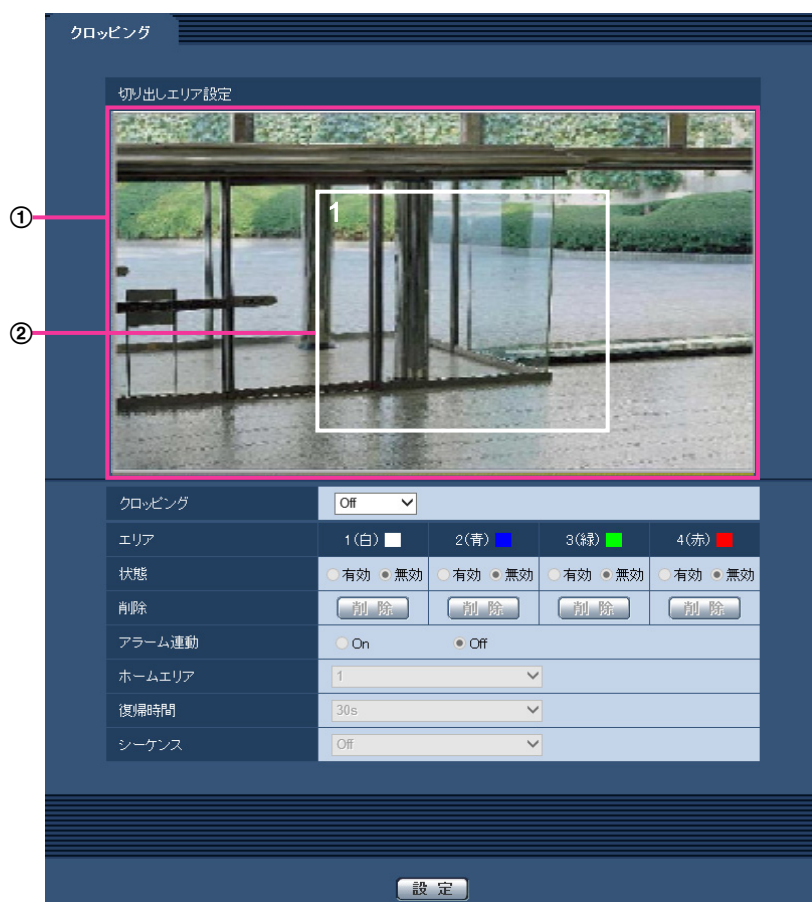 クロッピング
切り出しエリア設定
①
1
②
クロッピング Off
エリア 1(白) 2(青) 3(緑) 4(赤)
状態 有効 無効 有効 無効 有効 無効 有効 無効
削除 削 除 削 除 削 除 削 除
アラーム連動 On Off
ホームエリア 1
復帰時間 30s
シーケンス Off
設 定